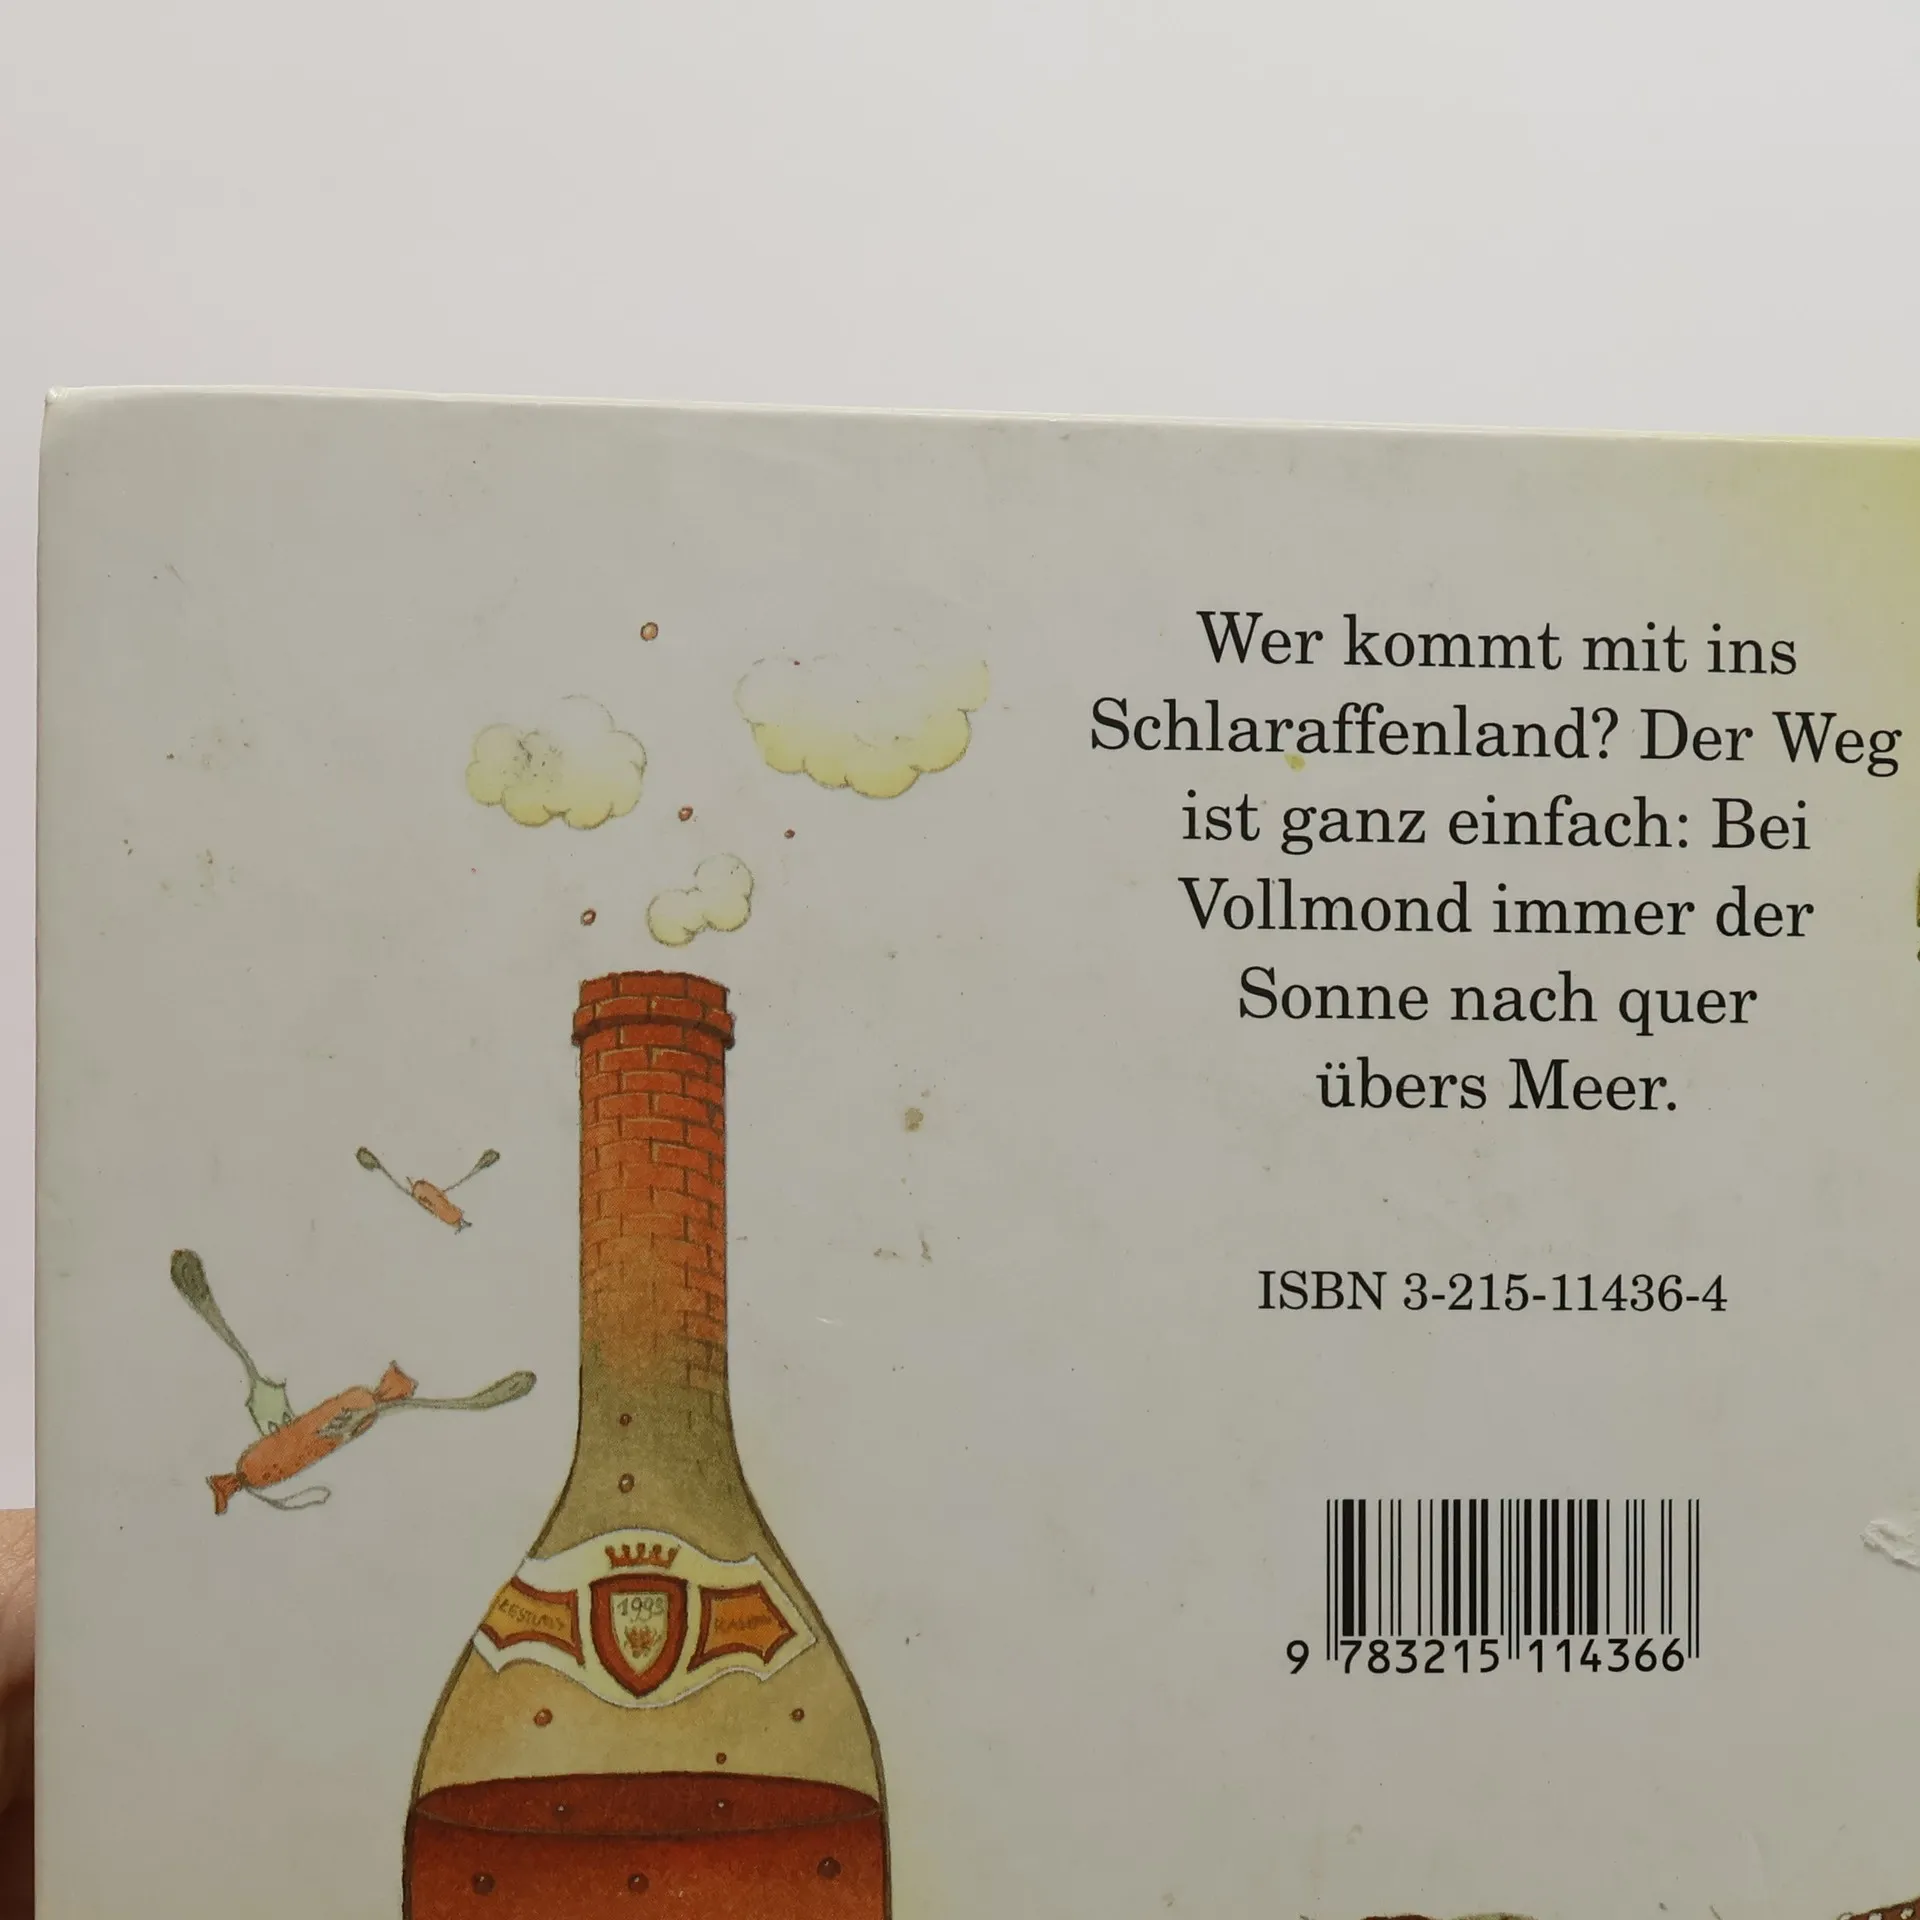 Wer kommt mit ins
Schlaraffenland? Der Weg
ist ganz einfach: Bei
Vollmond immer der
Sonne nach quer
übers Meer.
ISBN 3-215-11436-4
1993
9 783215 114366